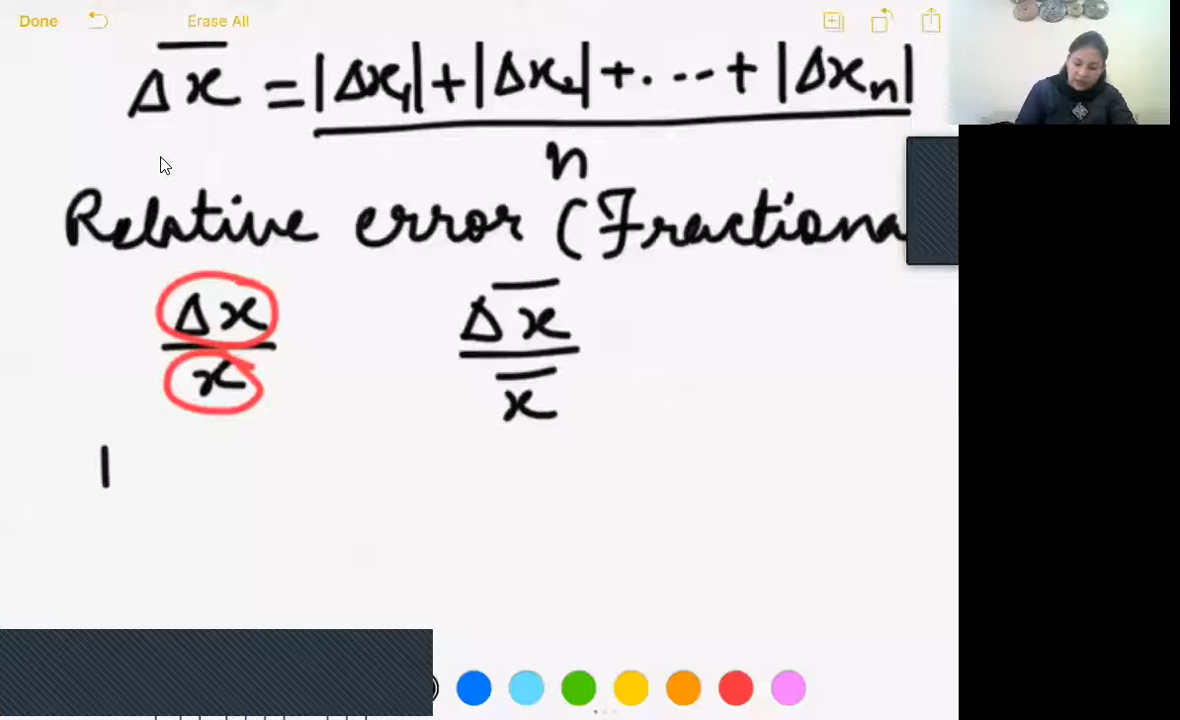 Done Erase All
Δx̅ = |Δx₁| + |Δx₂| + ... + |Δxₙ|
n
Relative error (Fractiona
Δx Δx̅
x x̅
|